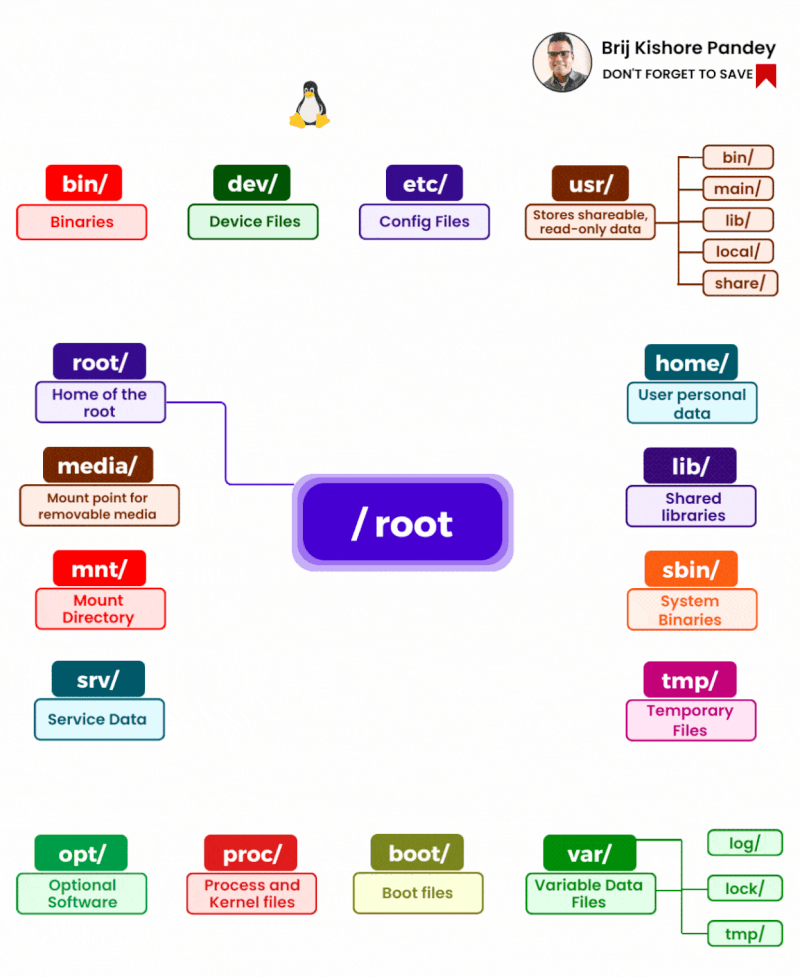 Brij Kishore Pandey
DON'T FORGET TO SAVE
bin/
Binaries
dev/
Device Files
etc/
Config Files
usr/
Stores shareable,
read-only data
bin/
main/
lib/
local/
share/
root/
Home of the
root
media/
Mount point for
removable media
mnt/
Mount
Directory
srv/
Service Data
/ root
home/
User personal
data
lib/
Shared
libraries
sbin/
System
Binaries
tmp/
Temporary
Files
opt/
Optional
Software
proc/
Process and
Kernel files
boot/
Boot files
var/
Variable Data
Files
log/
lock/
tmp/